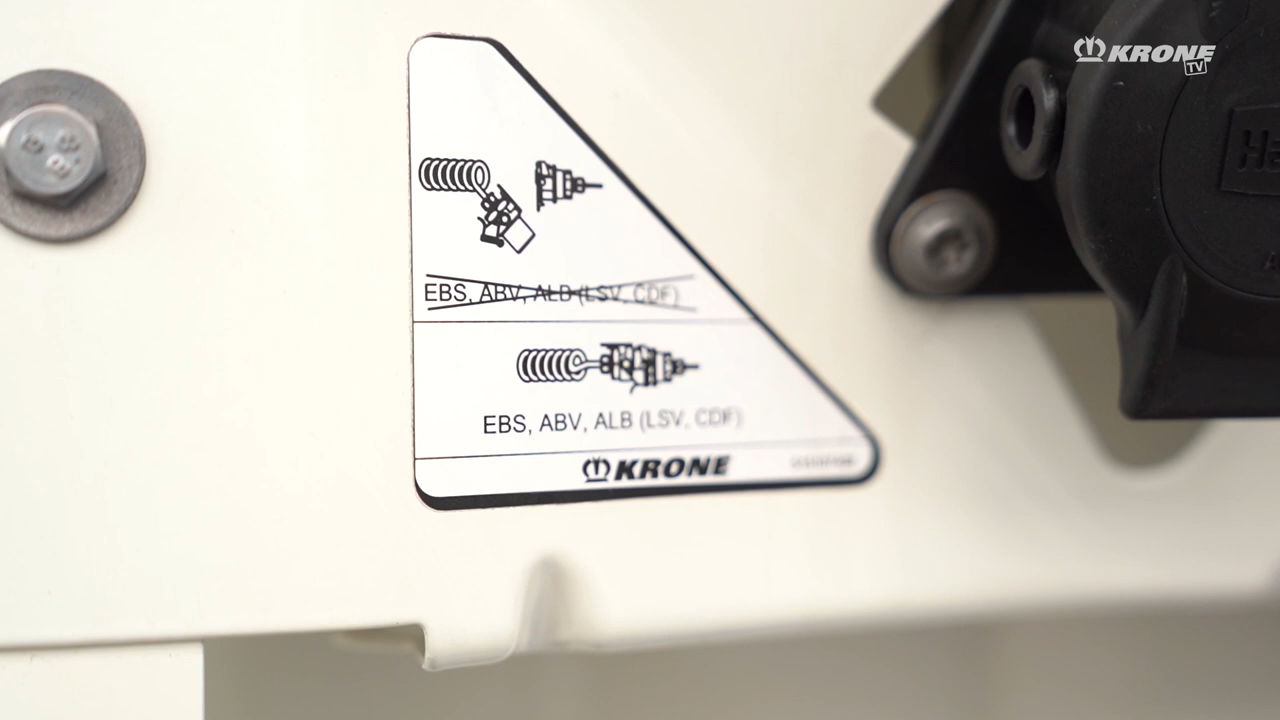 KRONE
TV
EBS, ABV, ALB (LSV, CDF)
EBS, ABV, ALB (LSV, CDF)
KRONE